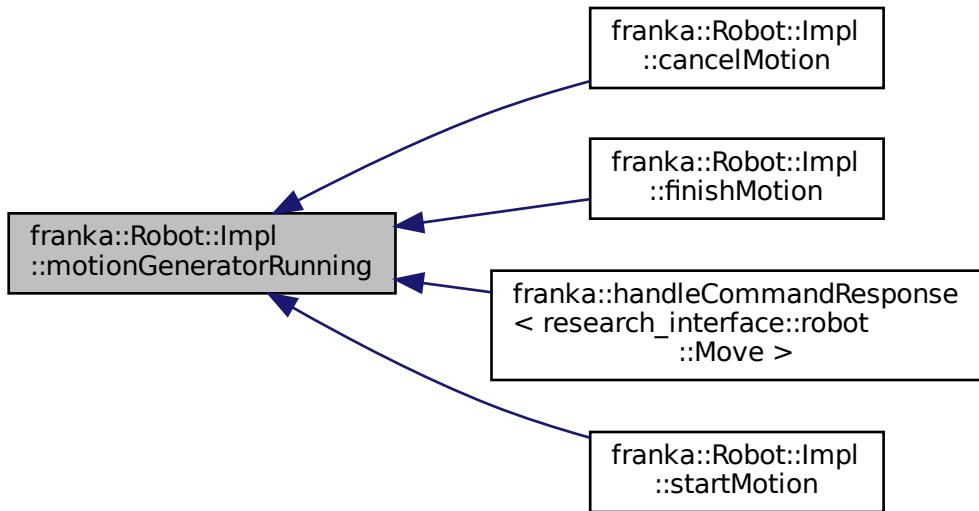 franka::Robot::Impl
::motionGeneratorRunning
franka::Robot::Impl
::cancelMotion
franka::Robot::Impl
::finishMotion
franka::handleCommandResponse
< research_interface::robot
::Move >
franka::Robot::Impl
::startMotion